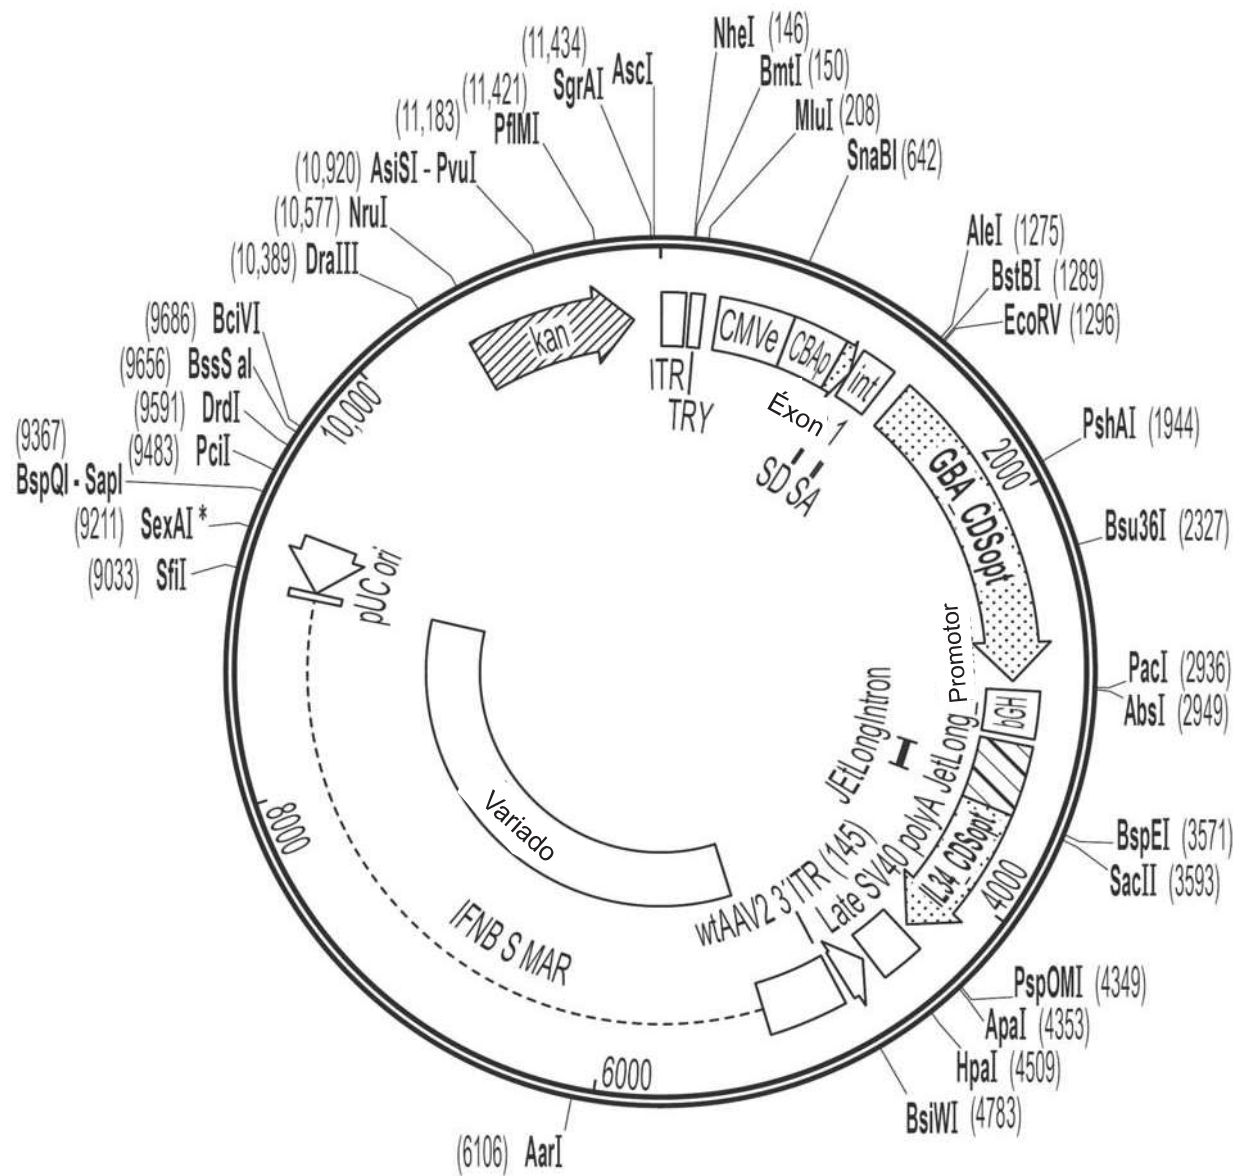 NheI (146)
BmtI (150)
MluI (208)
SnaBI (642)
AleI (1275)
BstBI (1289)
EcoRV (1296)
PshAI (1944)
Bsu36I (2327)
PacI (2936)
AbsI (2949)
BspEI (3571)
SacII (3593)
PspOMI (4349)
ApaI (4353)
HpaI (4509)
BsiWI (4783)
(6106) AarI
(9033) SfiI
(9211) SexAI *
(9367)
BspQI - SapI
(9483) PciI
(9591) DrdI
(9656) BssS aI
(9686) BciVI
(10,389) DraIII
(10,577) NruI
(10,920) AsiSI - PvuI
(11,183)
PflMI
(11,421)
SgrAI
(11,434)
AscI
2000
4000
6000
8000
10,000
kan
ITR
TRY
CMVe
CBAp
int
Éxon 1
SD SA
GBA_CDSopt
bGH
JetLong_Promotor
JEtLongIntron
IL34_CDSopt
Late SV40 polyA
wtAAV2 3' ITR (145)
IFNB S MAR
Variado
pUC ori